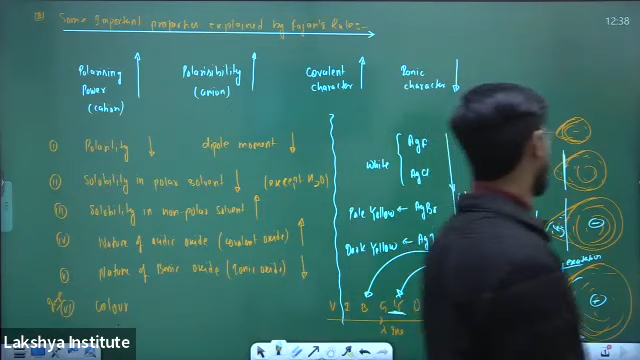 Some Important properties explained by Fajan's Rule:-
12:38
Polarising Power (cation) ↑
Polarisibility (anion) ↑
Covalent character ↑
Ionic character ↓
(i) Polarity ↓ dipole moment ↓
(ii) Solubility in polar solvent ↓ (except H2O)
(iii) Solubility in non-polar solvent ↑
(iv) Nature of acidic oxide (covalent oxide) ↑
(v) Nature of Basic oxide (Ionic oxide) ↓
(vi) Colour
White
AgF
AgCl
Pale Yellow ← AgBr
Dark Yellow ← AgI
excitation
V I B G Y O
λ
Lakshya Institute